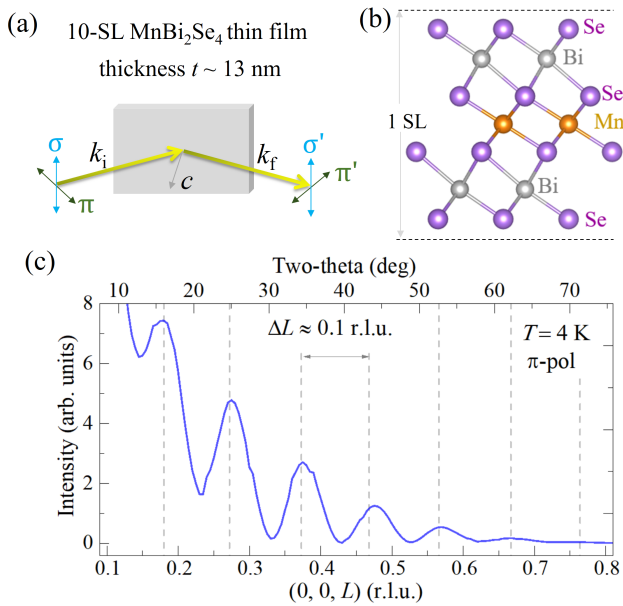 (a)
10-SL MnBi₂Se₄ thin film
thickness t ~ 13 nm
σ
kᵢ
k_f
σ'
π'
π
c
(b)
Se
Bi
Se
1 SL
Mn
Bi
Se
(c)
Two-theta (deg)
10 20 30 40 50 60 70
8
ΔL ≈ 0.1 r.l.u.
T = 4 K
π-pol
6
4
2
0
Intensity (arb. units)
0.1 0.2 0.3 0.4 0.5 0.6 0.7 0.8
(0, 0, L) (r.l.u.)